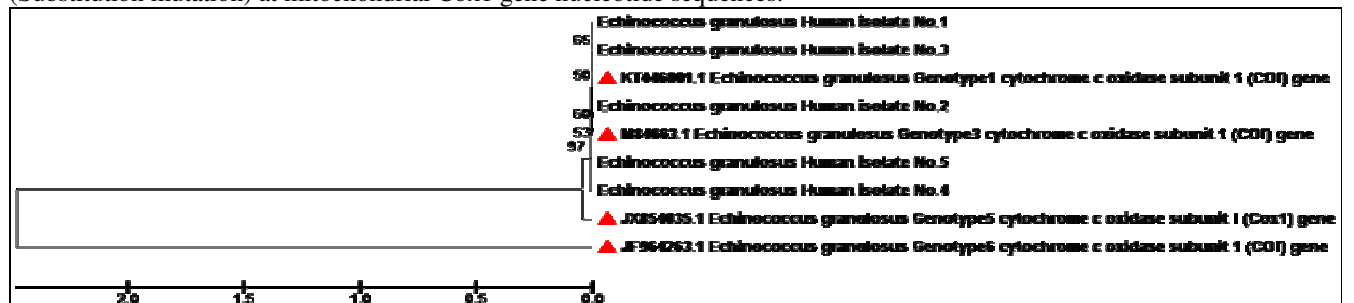 (Substitution mutation) at mitochondrial Cox1 gene nucleotide sequences.
Echinococcus granulosus Human isolate No.1
65
Echinococcus granulosus Human isolate No.3
50
Echinococcus granulosus Genotype1 cytochrome c oxidase subunit 1 (COI) gene
Echinococcus granulosus Human isolate No.2
60
M84663.1 Echinococcus granulosus Genotype3 cytochrome c oxidase subunit 1 (COI) gene
53
97
Echinococcus granulosus Human isolate No.5
Echinococcus granulosus Human isolate No.4
JX854035.1 Echinococcus granulosus Genotype5 cytochrome c oxidase subunit I (Cox1) gene
JF964263.1 Echinococcus granulosus Genotype6 cytochrome c oxidase subunit 1 (COI) gene
2.0 1.5 1.0 0.5 0.0